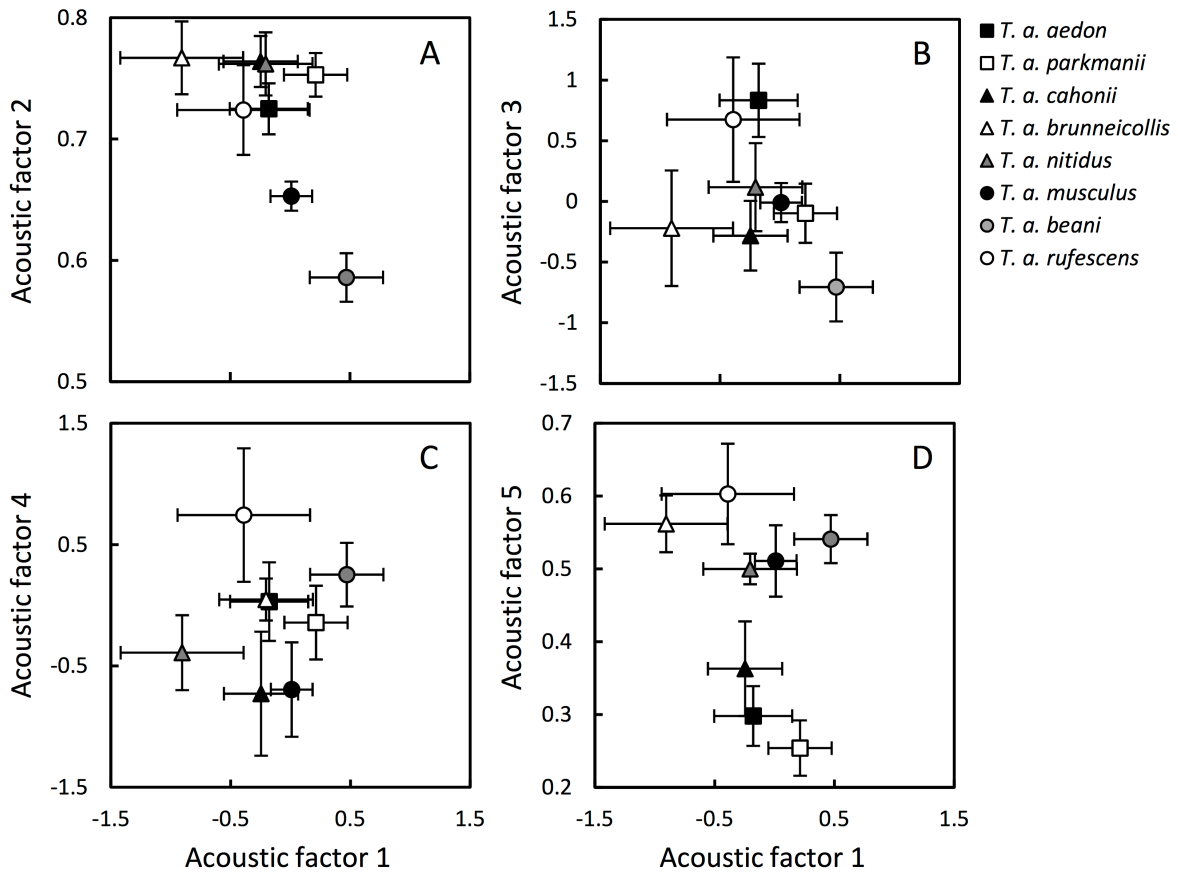 0.8
0.7
0.6
0.5
Acoustic factor 2
A
1.5
1
0.5
0
-0.5
-1
-1.5
Acoustic factor 3
B
T. a. aedon
T. a. parkmanii
T. a. cahonii
T. a. brunneicollis
T. a. nitidus
T. a. musculus
T. a. beani
T. a. rufescens
1.5
0.5
-0.5
-1.5
Acoustic factor 4
C
-1.5 -0.5 0.5 1.5
Acoustic factor 1
0.7
0.6
0.5
0.4
0.3
0.2
Acoustic factor 5
D
-1.5 -0.5 0.5 1.5
Acoustic factor 1